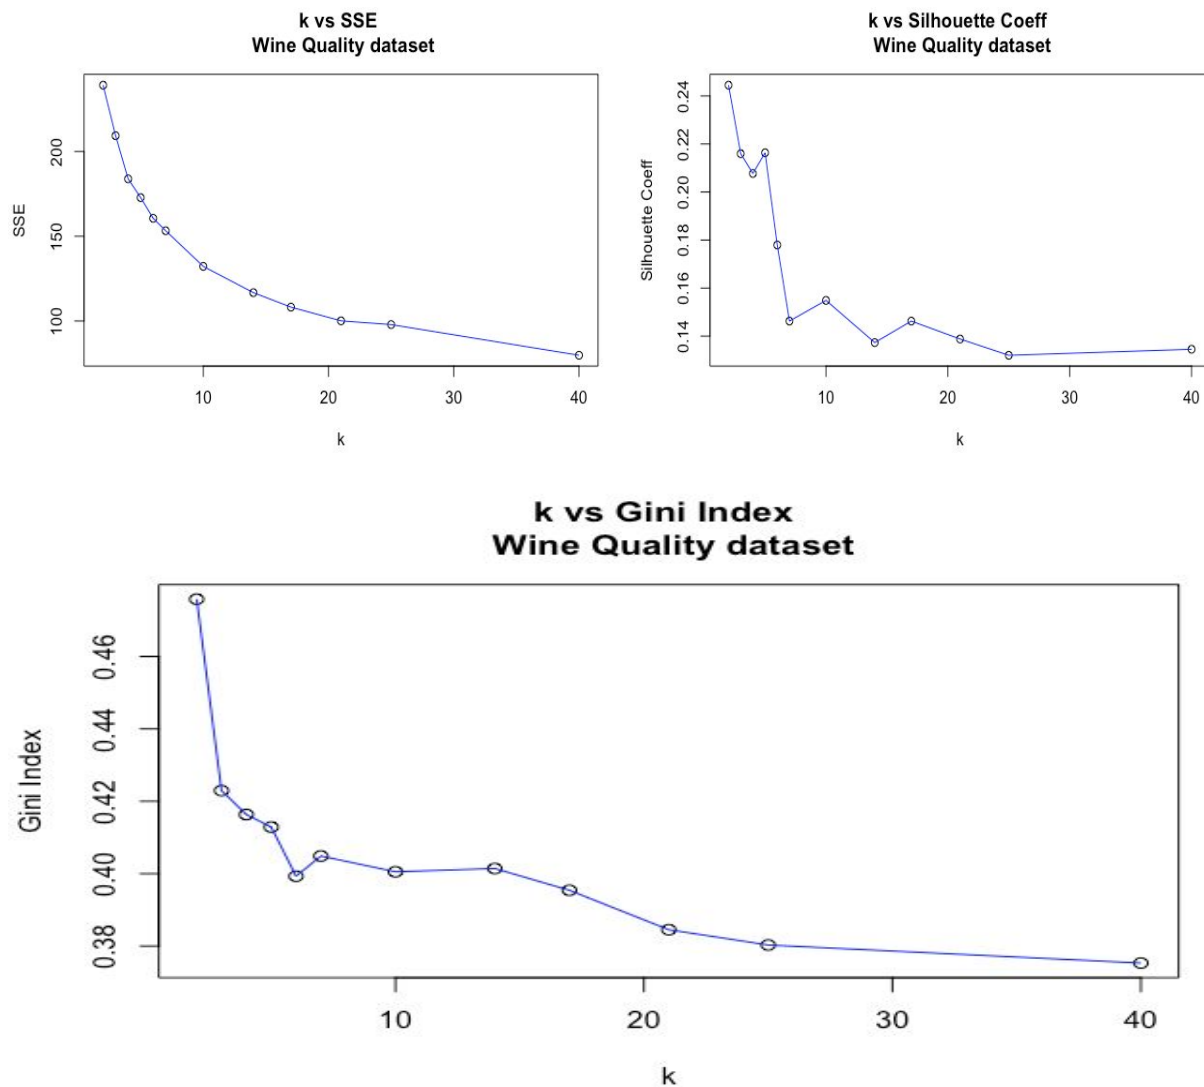 k vs SSE
Wine Quality dataset
SSE
200
150
100
10 20 30 40
k
k vs Silhouette Coeff
Wine Quality dataset
Silhouette Coeff
0.24
0.22
0.20
0.18
0.16
0.14
10 20 30 40
k
k vs Gini Index
Wine Quality dataset
Gini Index
0.46
0.44
0.42
0.40
0.38
10 20 30 40
k